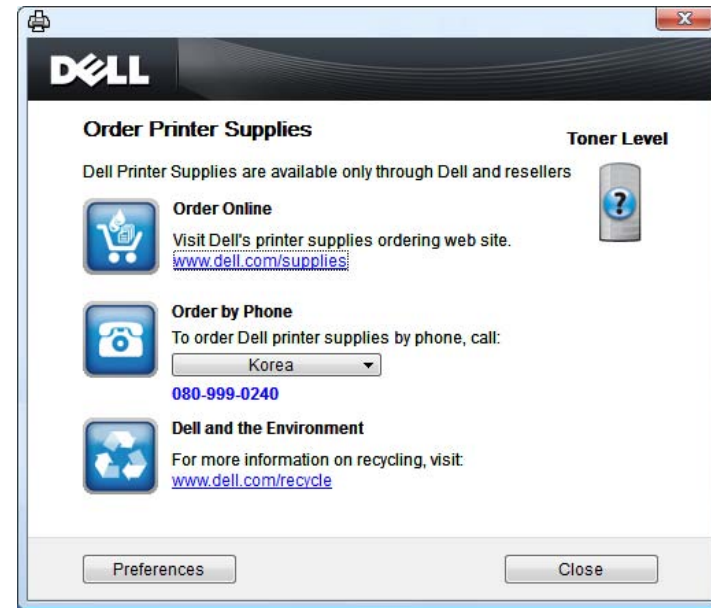 DELL
Order Printer Supplies
Toner Level
Dell Printer Supplies are available only through Dell and resellers
?
Order Online
Visit Dell's printer supplies ordering web site.
www.dell.com/supplies
Order by Phone
To order Dell printer supplies by phone, call:
Korea
080-999-0240
Dell and the Environment
For more information on recycling, visit:
www.dell.com/recycle
Preferences
Close